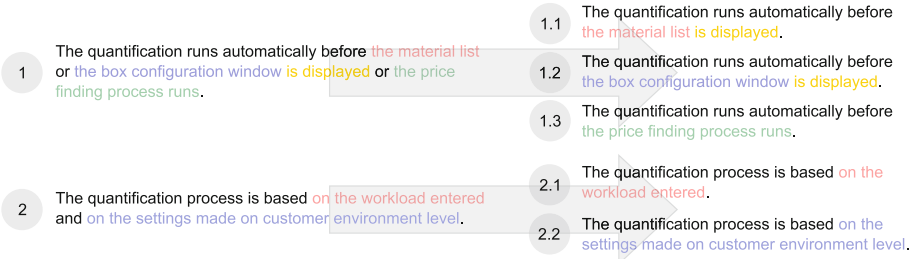 1
The quantification runs automatically before the material list
or the box configuration window is displayed or the price
finding process runs.
1.1
The quantification runs automatically before
the material list is displayed.
1.2
The quantification runs automatically before
the box configuration window is displayed.
1.3
The quantification runs automatically before
the price finding process runs.
2
The quantification process is based on the workload entered
and on the settings made on customer environment level.
2.1
The quantification process is based on the
workload entered.
2.2
The quantification process is based on the
settings made on customer environment level.